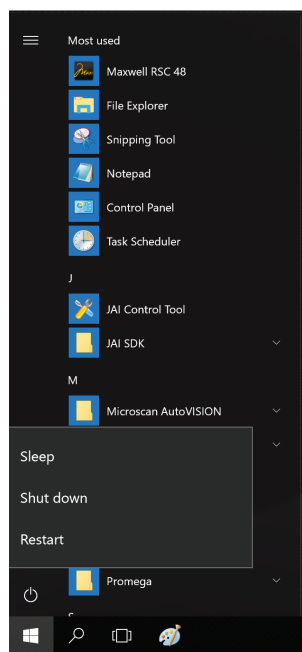 Most used
Maxwell RSC 48
File Explorer
Snipping Tool
Notepad
Control Panel
Task Scheduler
J
JAI Control Tool
JAI SDK
M
Microscan AutoVISION
Sleep
Shut down
Restart
Promega